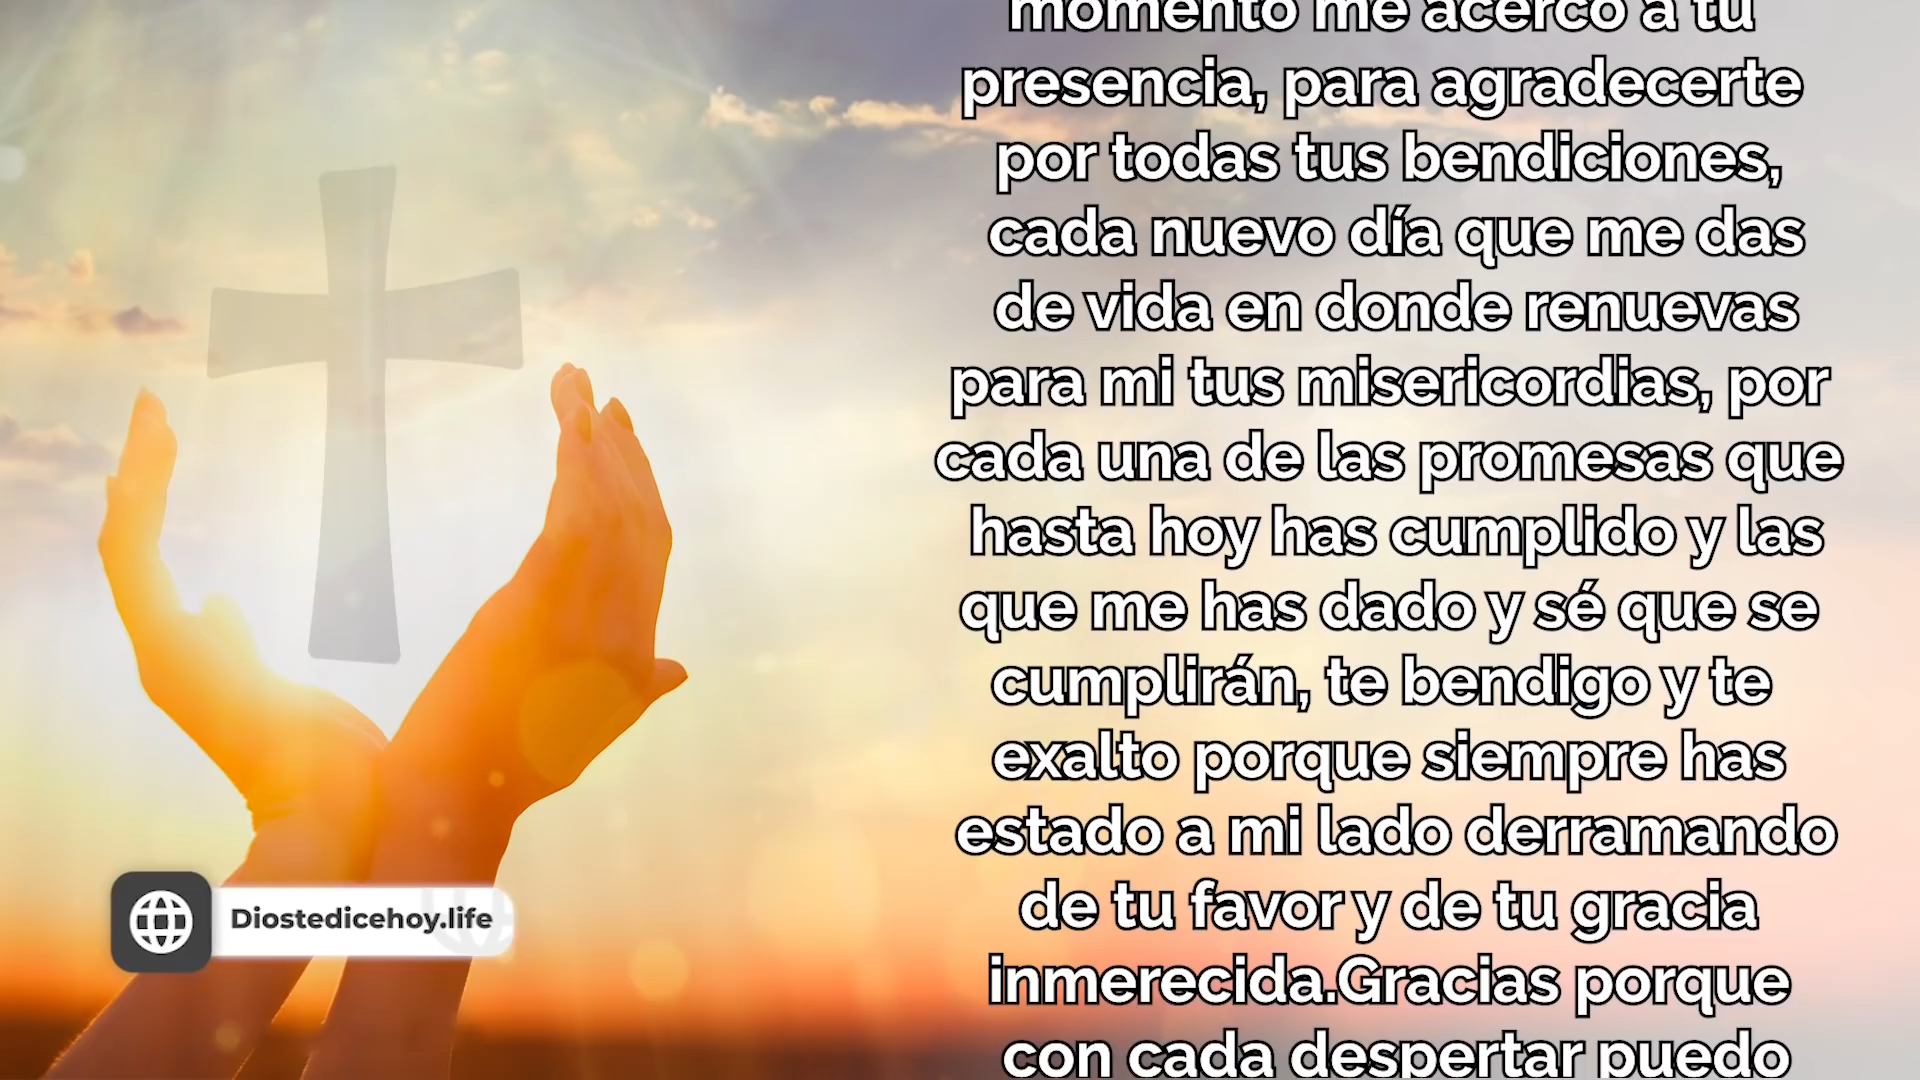 momento me acerco a tu
presencia, para agradecerte
por todas tus bendiciones,
cada nuevo día que me das
de vida en donde renuevas
para mi tus misericordias, por
cada una de las promesas que
hasta hoy has cumplido y las
que me has dado y sé que se
cumplirán, te bendigo y te
exalto porque siempre has
estado a mi lado derramando
de tu favor y de tu gracia
inmerecida.Gracias porque
con cada despertar puedo
Diostedicehoy.life